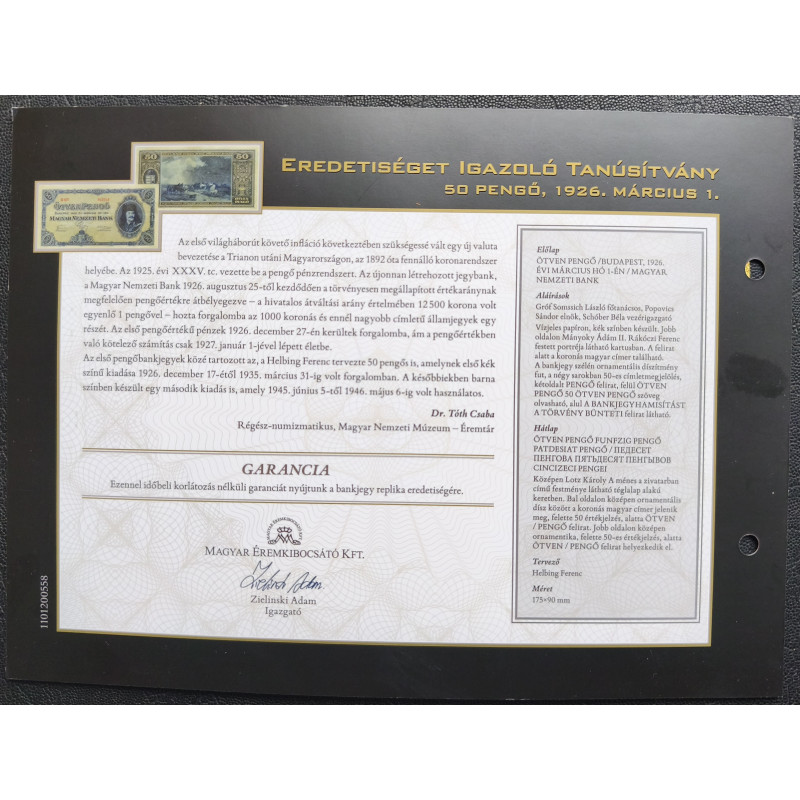 EREDETISÉGET IGAZOLÓ TANÚSÍTVÁNY
50 PENGŐ, 1926. MÁRCIUS 1.
50
ÖTVEN PENGŐ
MAGYAR NEMZETI BANK
Az első világháborút követő infláció következtében szükségessé vált egy új valuta
bevezetése a Trianon utáni Magyarországon, az 1892 óta fennálló koronarendszer
helyébe. Az 1925. évi XXXV. tc. vezette be a pengő pénzrendszert. Az újonnan létrehozott jegybank,
a Magyar Nemzeti Bank 1926. augusztus 25-től kezdődően a törvényesen megállapított értékaránynak
megfelelően pengőértékre átbélyegezve – a hivatalos átváltási arány értelmében 12 500 korona volt
egyenlő 1 pengővel – hozta forgalomba az 1000 koronás és ennél nagyobb címletű államjegyek egy
részét. Az első pengőértékű pénzek 1926. december 27-én kerültek forgalomba, ám a pengőértékben
való kötelező számítás csak 1927. január 1-jével lépett életbe.
Az első pengőbankjegyek közé tartozott az, a Helbing Ferenc tervezte 50 pengős is, amelynek első kék
színű kiadása 1926. december 17-étől 1935. március 31-ig volt forgalomban. A későbbiekben barna
színben készült egy második kiadás is, amely 1945. június 5-től 1946. május 6-ig volt használatos.
Dr. Tóth Csaba
Régész-numizmatikus, Magyar Nemzeti Múzeum – Éremtár
GARANCIA
Ezennel időbeli korlátozás nélküli garanciát nyújtunk a bankjegy replika eredetiségére.
MAGYAR ÉREMKIBOCSÁTÓ KFT.
Zielinski Adam
Zielinski Adam
Igazgató
1101200558
Előlap
ÖTVEN PENGŐ /BUDAPEST, 1926.
ÉVI MÁRCIUS HÓ 1-ÉN / MAGYAR
NEMZETI BANK
Aláírások
Gróf Somssich László főtanácsos, Popovics
Sándor elnök, Schóber Béla vezérigazgató
Vízjeles papíron, kék színben készült. Jobb
oldalon Mányoky Ádám II. Rákóczi Ferenc
festett portréja látható kartusban. A felirat
alatt a koronás magyar címer található.
A bankjegy szélén ornamentális díszítmény
fut, a négy sarokban 50-es címletmegjelölés,
kétoldalt PENGŐ felirat, felül ÖTVEN
PENGŐ 50 ÖTVEN PENGŐ szöveg
olvasható, alul A BANKJEGYHAMISÍTÁST
A TÖRVÉNY BÜNTETI felirat látható.
Hátlap
ÖTVEN PENGŐ FUNFZIG PENGŐ
PATDESIAT PENGŐ / ПЕДЕСЕТ
ПЕНГОВА ПЯТЬДЕСЯТ ПЕНГЫВОВ
CINCIZECI PENGEI
Középen Lotz Károly A ménes a zivatarban
című festménye látható téglalap alakú
keretben. Bal oldalon középen ornamentális
dísz között a koronás magyar címer jelenik
meg, felette 50 értékjelzés, alatta ÖTVEN
/ PENGŐ felirat. Jobb oldalon középen
ornamentika, felette 50-es értékjelzés, alatta
ÖTVEN / PENGŐ felirat helyezkedik el.
Tervező
Helbing Ferenc
Méret
175×90 mm